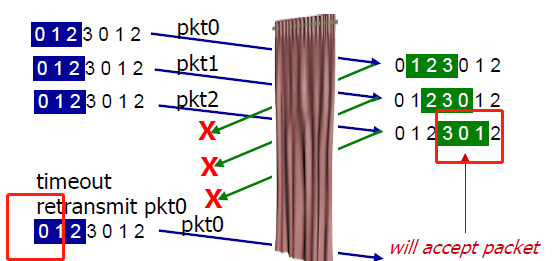 0 1 2 3 0 1 2 pkt0
0 1 2 3 0 1 2 pkt1
0 1 2 3 0 1 2 pkt2
0 1 2 3 0 1 2
0 1 2 3 0 1 2
0 1 2 3 0 1 2
X
X
X
timeout
retransmit pkt0
0 1 2 3 0 1 2 pkt0
will accept packet